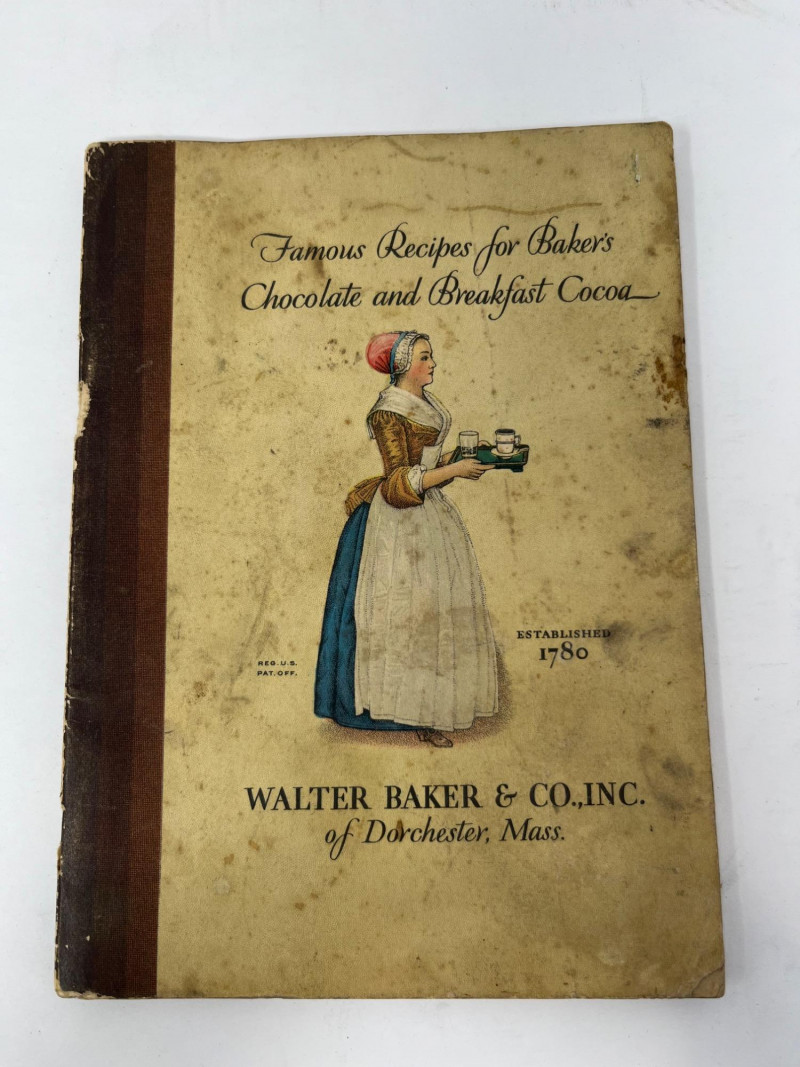 Famous Recipes for Baker's
Chocolate and Breakfast Cocoa
REG. U.S.
PAT. OFF.
ESTABLISHED
1780
WALTER BAKER & CO., INC.
of Dorchester, Mass.